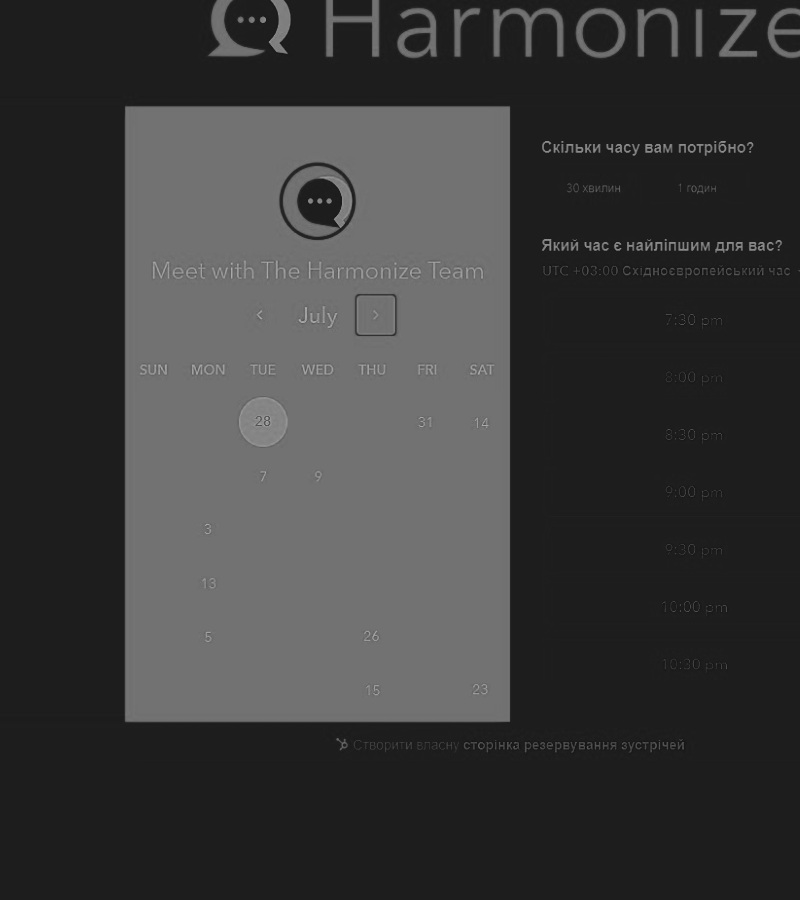 Harmonize
Meet with The Harmonize Team
July
SUN MON TUE WED THU FRI SAT
28 31 14
7 9
3
13
5 26
15 23
Скільки часу вам потрібно?
30 хвилин 1 годин
Який час є найліпшим для вас?
UTC +03:00 Східноєвропейський час
7:30 pm
8:00 pm
8:30 pm
9:00 pm
9:30 pm
10:00 pm
10:30 pm
Створити власну сторінка резервування зустрічей